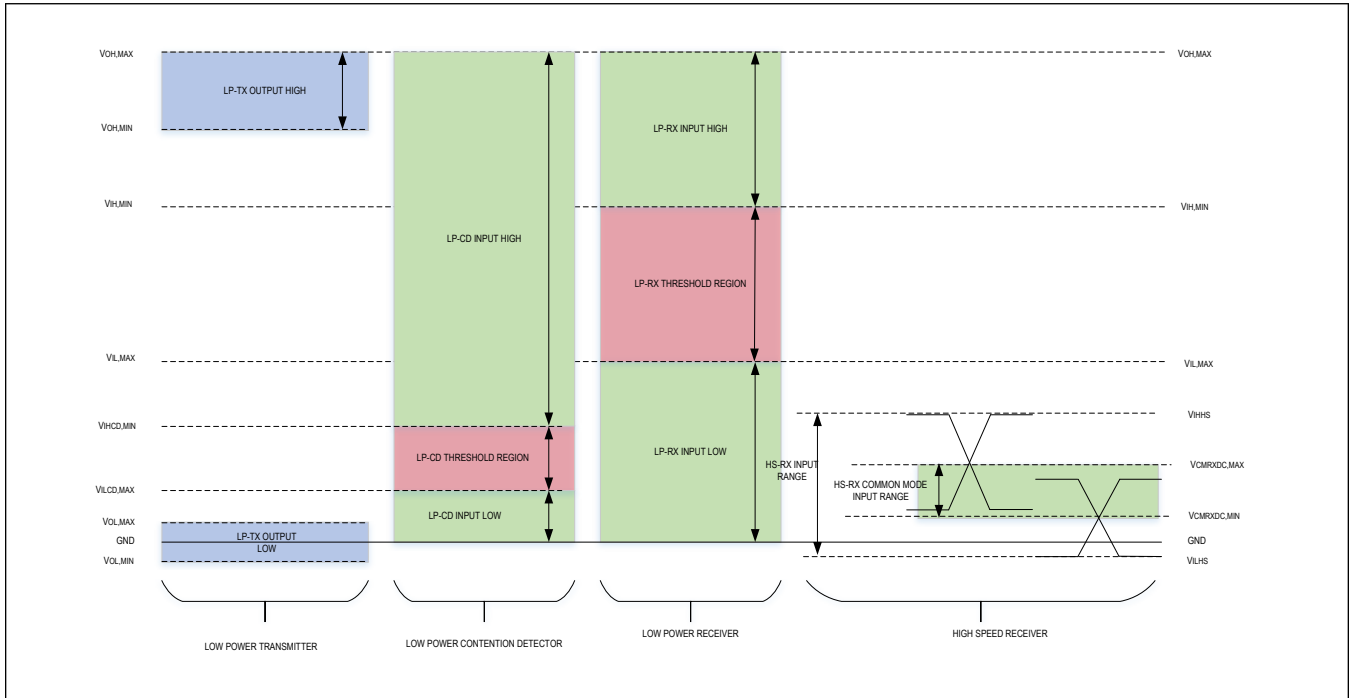 VOH,MAX
VOH,MIN
VIH,MIN
VIL,MAX
VIHCD,MIN
VILCD,MAX
VOL,MAX
GND
VOL,MIN
LP-TX OUTPUT HIGH
LP-TX OUTPUT
LOW
LP-CD INPUT HIGH
LP-CD THRESHOLD REGION
LP-CD INPUT LOW
LP-RX INPUT HIGH
LP-RX THRESHOLD REGION
LP-RX INPUT LOW
HS-RX INPUT
RANGE
HS-RX COMMON MODE
INPUT RANGE
VOH,MAX
VIH,MIN
VIL,MAX
VIHHS
VCMRXDC,MAX
VCMRXDC,MIN
GND
VILHS
LOW POWER TRANSMITTER
LOW POWER CONTENTION DETECTOR
LOW POWER RECEIVER
HIGH SPEED RECEIVER